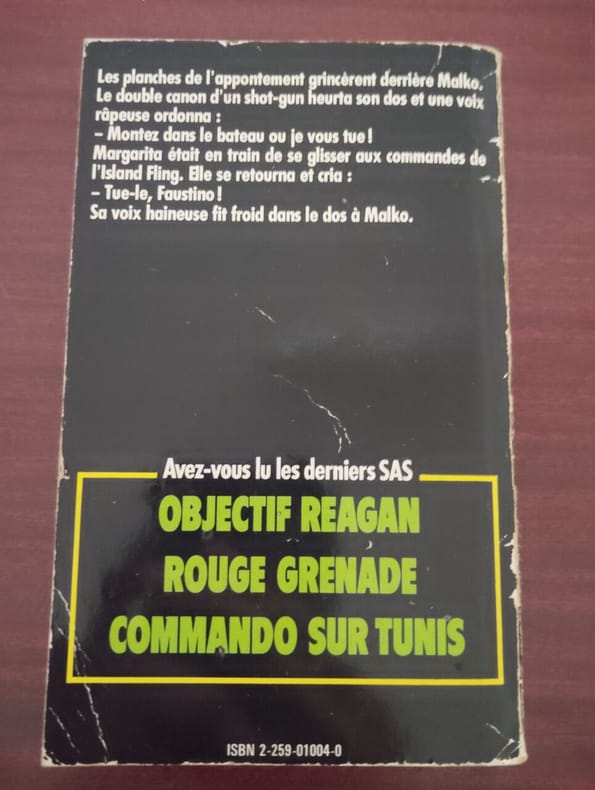 Les planches de l'appontement grincèrent derrière Malko.
Le double canon d'un shot-gun heurta son dos et une voix
râpeuse ordonna :
– Montez dans le bateau ou je vous tue !
Margarita était en train de se glisser aux commandes de
l'Island Fling. Elle se retourna et cria :
– Tue-le, Faustino !
Sa voix haineuse fit froid dans le dos à Malko.
Avez-vous lu les derniers SAS
OBJECTIF REAGAN
ROUGE GRENADE
COMMANDO SUR TUNIS
ISBN 2-259-01004-0